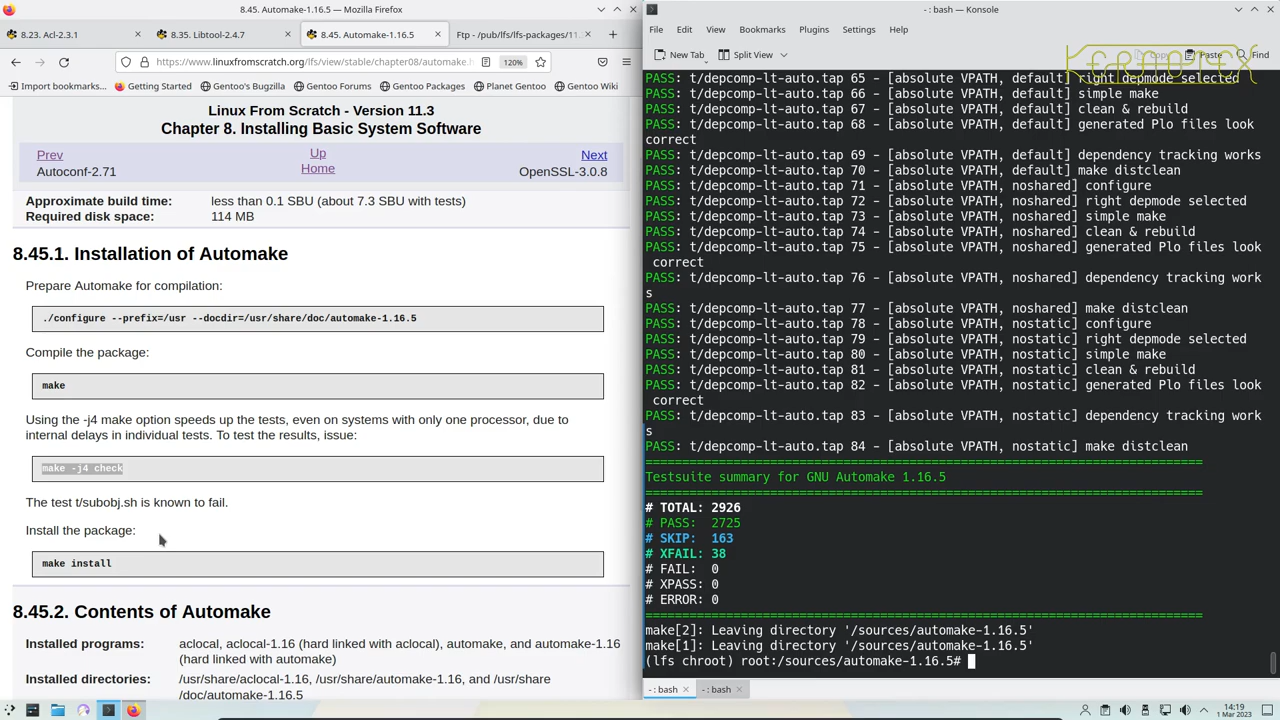 8.45. Automake-1.16.5 — Mozilla Firefox
8.23. Acl-2.3.1
8.35. Libtool-2.4.7
8.45. Automake-1.16.5
Ftp - /pub/lfs/lfs-packages/11.
https://www.linuxfromscratch.org/lfs/view/stable/chapter08/automake.h
120%
Import bookmarks...
Getting Started
Gentoo's Bugzilla
Gentoo Forums
Gentoo Packages
Planet Gentoo
Gentoo Wiki
Linux From Scratch - Version 11.3
Chapter 8. Installing Basic System Software
Prev
Up
Next
Autoconf-2.71
Home
OpenSSL-3.0.8
Approximate build time: less than 0.1 SBU (about 7.3 SBU with tests)
Required disk space: 114 MB
8.45.1. Installation of Automake
Prepare Automake for compilation:
./configure --prefix=/usr --docdir=/usr/share/doc/automake-1.16.5
Compile the package:
make
Using the -j4 make option speeds up the tests, even on systems with only one processor, due to
internal delays in individual tests. To test the results, issue:
make -j4 check
The test t/subobj.sh is known to fail.
Install the package:
make install
8.45.2. Contents of Automake
Installed programs: aclocal, aclocal-1.16 (hard linked with aclocal), automake, and automake-1.16
(hard linked with automake)
Installed directories: /usr/share/aclocal-1.16, /usr/share/automake-1.16, and /usr/share
/doc/automake-1.16.5
- : bash — Konsole
File Edit View Bookmarks Plugins Settings Help
New Tab
Split View
Copy
Paste
Find
KERNOTEX
PASS: t/depcomp-lt-auto.tap 65 - [absolute VPATH, default] right depmode selected
PASS: t/depcomp-lt-auto.tap 66 - [absolute VPATH, default] simple make
PASS: t/depcomp-lt-auto.tap 67 - [absolute VPATH, default] clean & rebuild
PASS: t/depcomp-lt-auto.tap 68 - [absolute VPATH, default] generated Plo files look
correct
PASS: t/depcomp-lt-auto.tap 69 - [absolute VPATH, default] dependency tracking works
PASS: t/depcomp-lt-auto.tap 70 - [absolute VPATH, default] make distclean
PASS: t/depcomp-lt-auto.tap 71 - [absolute VPATH, noshared] configure
PASS: t/depcomp-lt-auto.tap 72 - [absolute VPATH, noshared] right depmode selected
PASS: t/depcomp-lt-auto.tap 73 - [absolute VPATH, noshared] simple make
PASS: t/depcomp-lt-auto.tap 74 - [absolute VPATH, noshared] clean & rebuild
PASS: t/depcomp-lt-auto.tap 75 - [absolute VPATH, noshared] generated Plo files look
correct
PASS: t/depcomp-lt-auto.tap 76 - [absolute VPATH, noshared] dependency tracking work
s
PASS: t/depcomp-lt-auto.tap 77 - [absolute VPATH, noshared] make distclean
PASS: t/depcomp-lt-auto.tap 78 - [absolute VPATH, nostatic] configure
PASS: t/depcomp-lt-auto.tap 79 - [absolute VPATH, nostatic] right depmode selected
PASS: t/depcomp-lt-auto.tap 80 - [absolute VPATH, nostatic] simple make
PASS: t/depcomp-lt-auto.tap 81 - [absolute VPATH, nostatic] clean & rebuild
PASS: t/depcomp-lt-auto.tap 82 - [absolute VPATH, nostatic] generated Plo files look
correct
PASS: t/depcomp-lt-auto.tap 83 - [absolute VPATH, nostatic] dependency tracking work
s
PASS: t/depcomp-lt-auto.tap 84 - [absolute VPATH, nostatic] make distclean
============================================================================
Testsuite summary for GNU Automake 1.16.5
============================================================================
# TOTAL: 2926
# PASS: 2725
# SKIP: 163
# XFAIL: 38
# FAIL: 0
# XPASS: 0
# ERROR: 0
============================================================================
make[2]: Leaving directory '/sources/automake-1.16.5'
make[1]: Leaving directory '/sources/automake-1.16.5'
(lfs chroot) root:/sources/automake-1.16.5#
- : bash
- : bash
14:19
1 Mar 2023